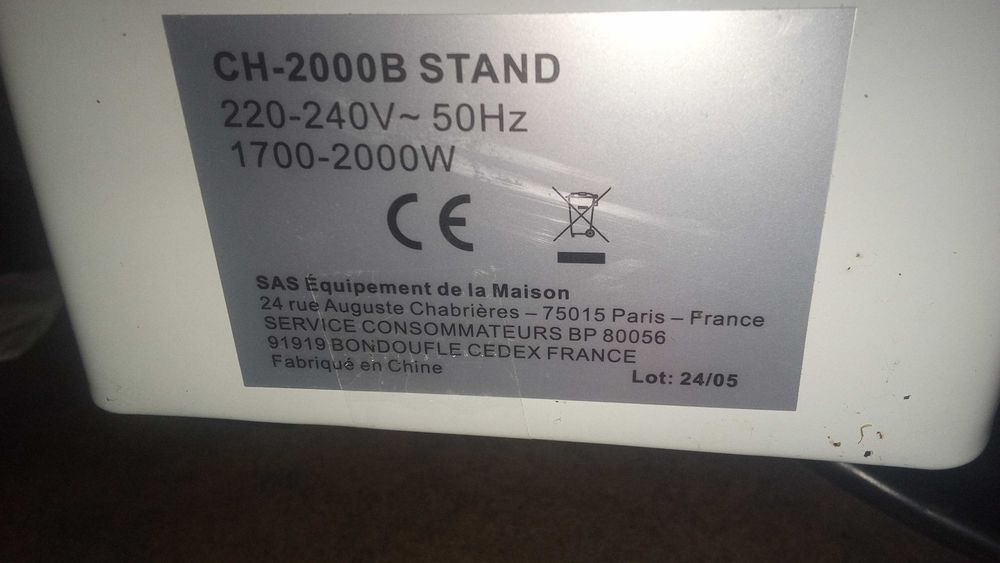 CH-2000B STAND
220-240V~ 50Hz
1700-2000W
CE
SAS Équipement de la Maison
24 rue Auguste Chabrières – 75015 Paris – France
SERVICE CONSOMMATEURS BP 80056
91919 BONDOUFLE CEDEX FRANCE
Fabriqué en Chine
Lot: 24/05